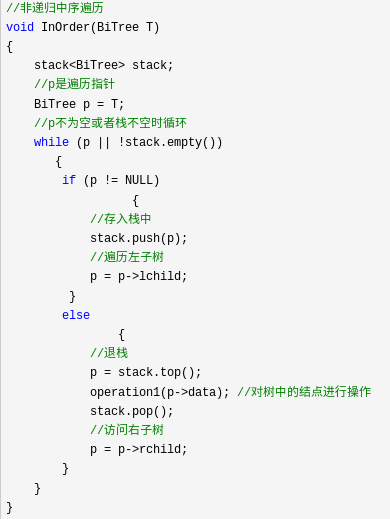 //非递归中序遍历
void InOrder(BiTree T)
{
    stack<BiTree> stack;
    //p是遍历指针
    BiTree p = T;
    //p不为空或者栈不空时循环
    while (p || !stack.empty())
       {
        if (p != NULL)
                  {
            //存入栈中
            stack.push(p);
            //遍历左子树
            p = p->lchild;
         }
        else
                {
            //退栈
            p = stack.top();
            operation1(p->data); //对树中的结点进行操作
            stack.pop();
            //访问右子树
            p = p->rchild;
        }
    }
}